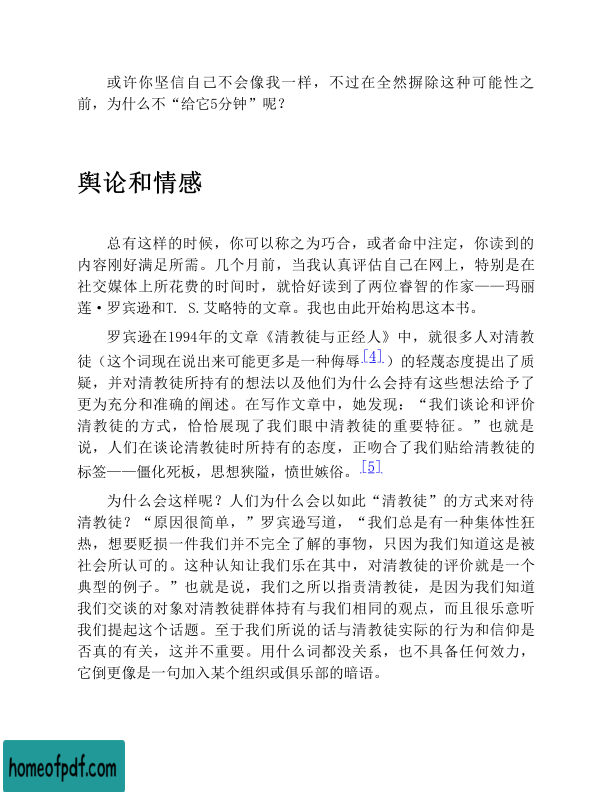 或许你坚信自己不会像我一样，不过在全然摒除这种可能性之
前，为什么不“给它5分钟”呢？
舆论和情感
总有这样的时候，你可以称之为巧合，或者命中注定，你读到的
内容刚好满足所需。几个月前，当我认真评估自己在网上，特别是在
社交媒体上所花费的时间时，就恰好读到了两位睿智的作家——玛丽
莲·罗宾逊和T. S.艾略特的文章。我也由此开始构思这本书。
罗宾逊在1994年的文章《清教徒与正经人》中，就很多人对清教
徒（这个词现在说出来可能更多是一种侮辱[4]）的轻蔑态度提出了质
疑，并对清教徒所持有的想法以及他们为什么会持有这些想法给予了
更为充分和准确的阐述。在写作文章中，她发现：“我们谈论和评价
清教徒的方式，恰恰展现了我们眼中清教徒的重要特征。”也就是
说，人们在谈论清教徒时所持有的态度，正吻合了我们贴给清教徒的
标签——僵化死板，思想狭隘，愤世嫉俗。[5]
为什么会这样呢？人们为什么会以如此“清教徒”的方式来对待
清教徒？“原因很简单，”罗宾逊写道，“我们总是有一种集体性狂
热，想要贬损一件我们并不完全了解的事物，只因为我们知道这是被
社会所认可的。这种认知让我们乐在其中，对清教徒的评价就是一个
典型的例子。”也就是说，我们之所以指责清教徒，是因为我们知道
我们交谈的对象对清教徒群体持有与我们相同的观点，而且很乐意听
我们提起这个话题。至于我们所说的话与清教徒实际的行为和信仰是
否真的有关，这并不重要。用什么词都没关系，也不具备任何效力，
它倒更像是一句加入某个组织或俱乐部的暗语。
homeofpdf.com